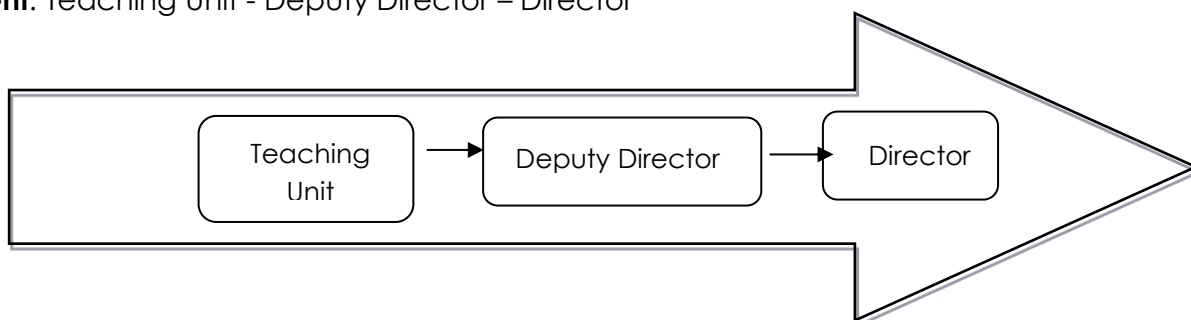 Teaching Unit - Deputy Director – Director
Teaching
Unit
Deputy Director
Director